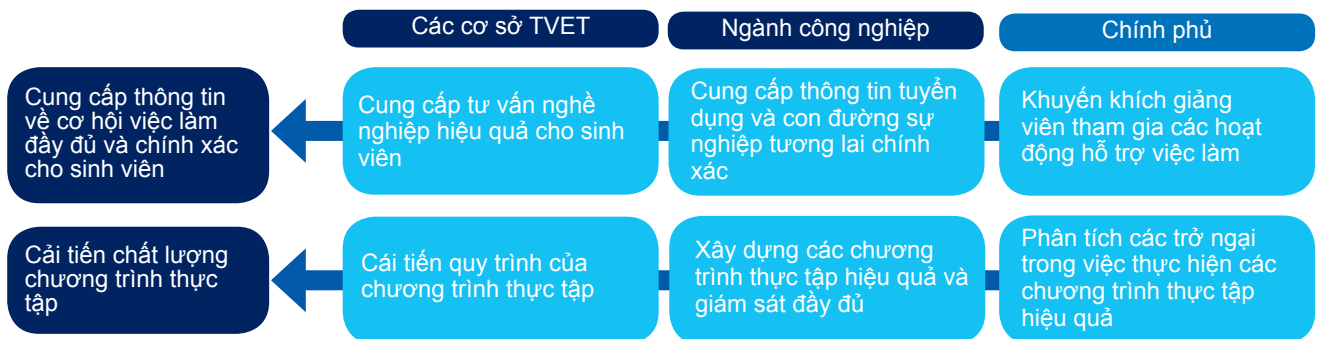 Các cơ sở TVET
Ngành công nghiệp
Chính phủ
Cung cấp thông tin
về cơ hội việc làm
đầy đủ và chính xác
cho sinh viên
Cung cấp tư vấn nghề
nghiệp hiệu quả cho sinh
viên
Cung cấp thông tin tuyển
dụng và con đường sự
nghiệp tương lai chính
xác
Khuyến khích giảng
viên tham gia các hoạt
động hỗ trợ việc làm
Cải tiến chất lượng
chương trình thực
tập
Cái tiến quy trình của
chương trình thực tập
Xây dựng các chương
trình thực tập hiệu quả và
giám sát đầy đủ
Phân tích các trở ngại
trong việc thực hiện các
chương trình thực tập
hiệu quả